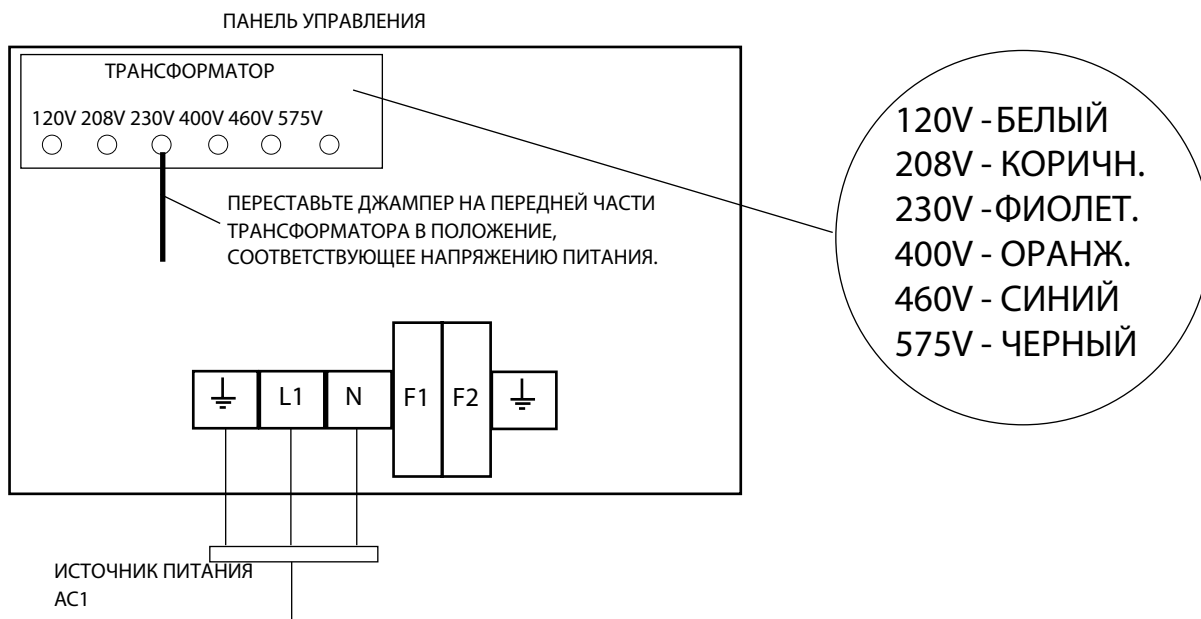 ПАНЕЛЬ УПРАВЛЕНИЯ
ТРАНСФОРМАТОР
120V 208V 230V 400V 460V 575V
ПЕРЕСТАВЬТЕ ДЖАМПЕР НА ПЕРЕДНЕЙ ЧАСТИ
ТРАНСФОРМАТОРА В ПОЛОЖЕНИЕ,
СООТВЕТСТВУЮЩЕЕ НАПРЯЖЕНИЮ ПИТАНИЯ.
120V -БЕЛЫЙ
208V - КОРИЧН.
230V -ФИОЛЕТ.
400V - ОРАНЖ.
460V - СИНИЙ
575V - ЧЕРНЫЙ
L1 N F1 F2
ИСТОЧНИК ПИТАНИЯ
AC1